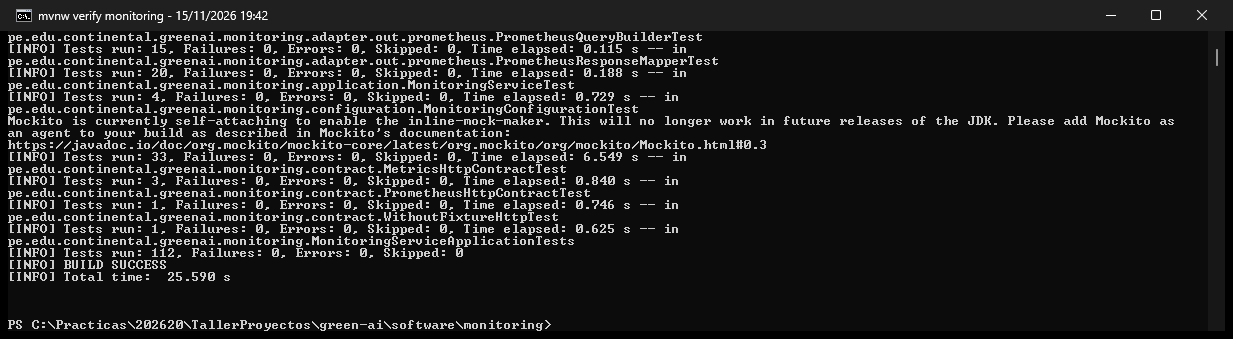 mvnw verify monitoring - 15/11/2026 19:42
pe.edu.continental.greenai.monitoring.adapter.out.prometheus.PrometheusQueryBuilderTest
[INFO] Tests run: 15, Failures: 0, Errors: 0, Skipped: 0, Time elapsed: 0.115 s -- in
pe.edu.continental.greenai.monitoring.adapter.out.prometheus.PrometheusResponseMapperTest
[INFO] Tests run: 20, Failures: 0, Errors: 0, Skipped: 0, Time elapsed: 0.188 s -- in
pe.edu.continental.greenai.monitoring.application.MonitoringServiceTest
[INFO] Tests run: 4, Failures: 0, Errors: 0, Skipped: 0, Time elapsed: 0.729 s -- in
pe.edu.continental.greenai.monitoring.configuration.MonitoringConfigurationTest
Mockito is currently self-attaching to enable the inline-mock-maker. This will no longer work in future releases of the JDK. Please add Mockito as
an agent to your build as described in Mockito's documentation:
https://javadoc.io/doc/org.mockito/mockito-core/latest/org.mockito/org/mockito/Mockito.html#0.3
[INFO] Tests run: 33, Failures: 0, Errors: 0, Skipped: 0, Time elapsed: 6.549 s -- in
pe.edu.continental.greenai.monitoring.contract.MetricsHttpContractTest
[INFO] Tests run: 3, Failures: 0, Errors: 0, Skipped: 0, Time elapsed: 0.840 s -- in
pe.edu.continental.greenai.monitoring.contract.PrometheusHttpContractTest
[INFO] Tests run: 1, Failures: 0, Errors: 0, Skipped: 0, Time elapsed: 0.746 s -- in
pe.edu.continental.greenai.monitoring.contract.WithoutFixtureHttpTest
[INFO] Tests run: 1, Failures: 0, Errors: 0, Skipped: 0, Time elapsed: 0.625 s -- in
pe.edu.continental.greenai.monitoring.MonitoringServiceApplicationTests
[INFO] Tests run: 112, Failures: 0, Errors: 0, Skipped: 0
[INFO] BUILD SUCCESS
[INFO] Total time:  25.590 s
PS C:\Practicas\202620\TallerProyectos\green-ai\software\monitoring>